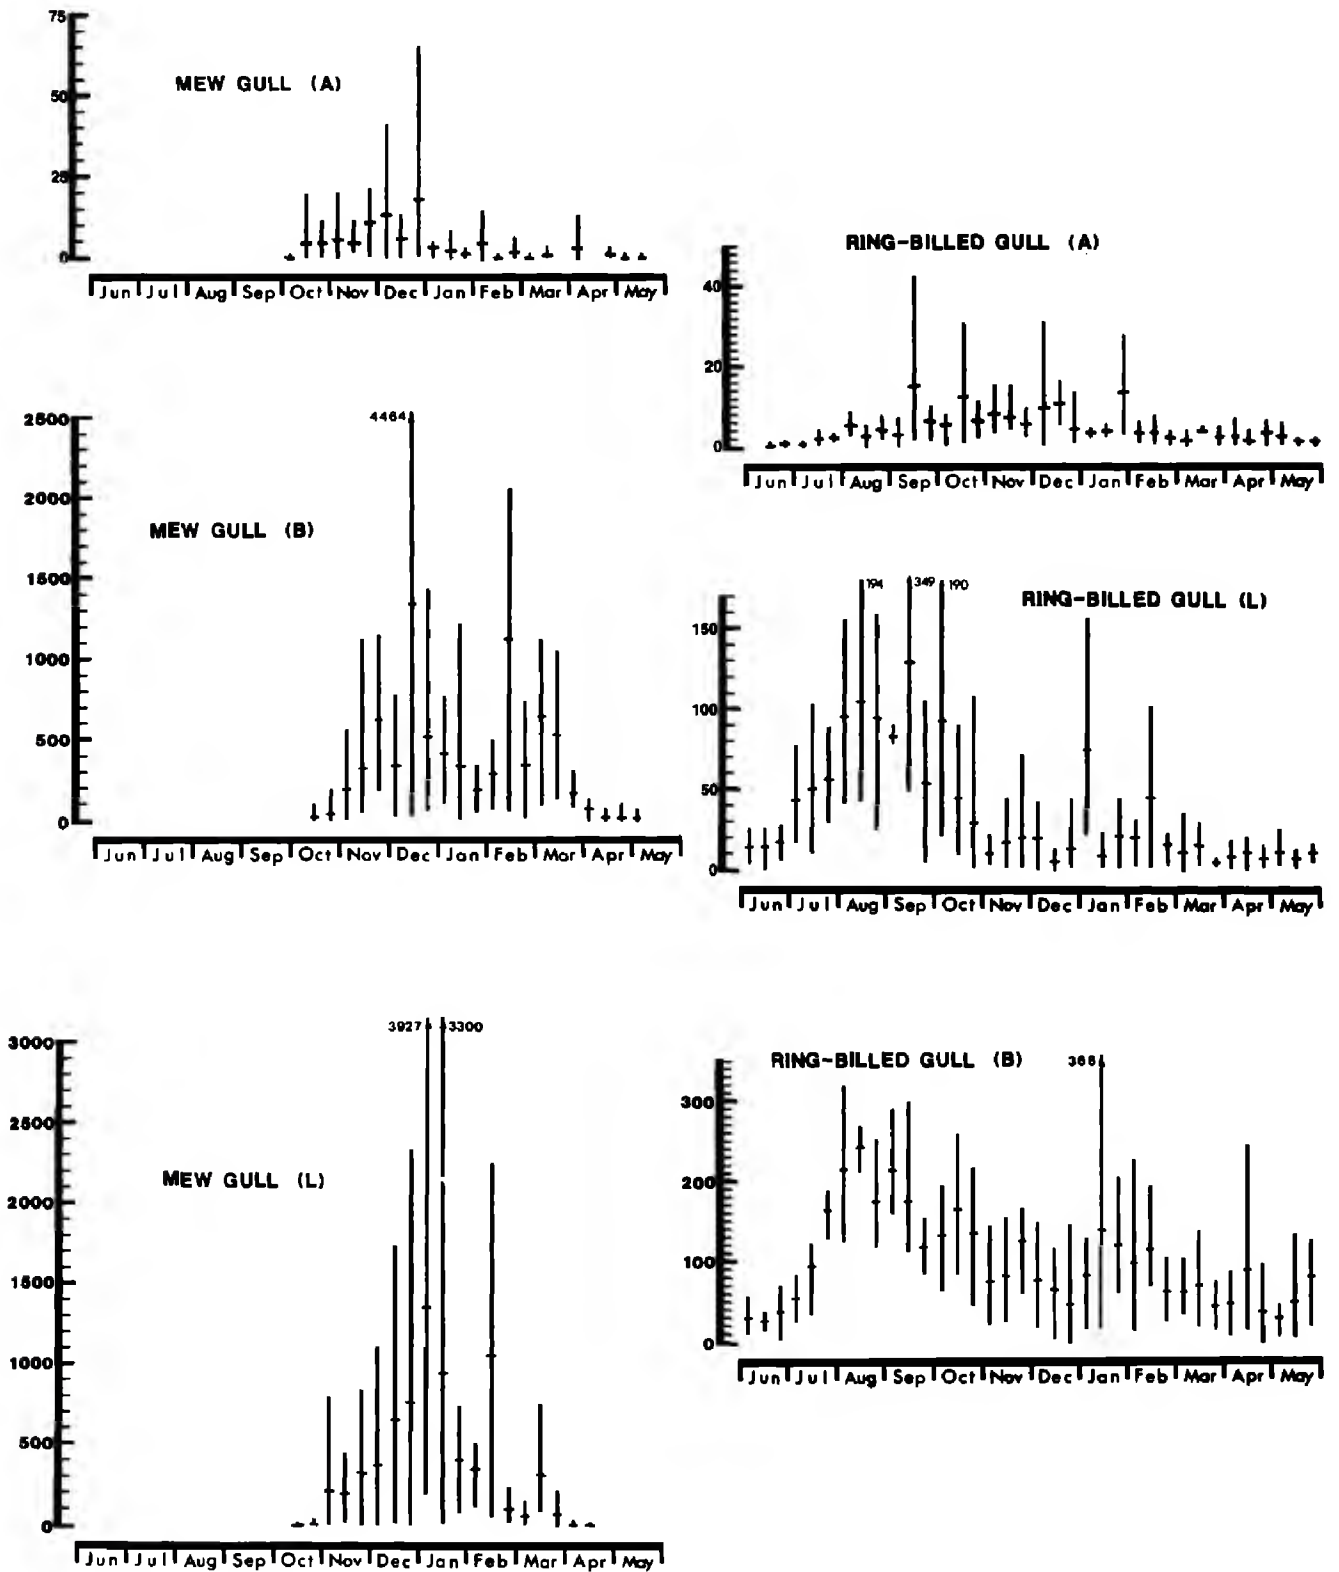 MEW GULL (A)
75
50
25
0
Jun Jul Aug Sep Oct Nov Dec Jan Feb Mar Apr May
MEW GULL (B)
4464
2500
2000
1500
1000
500
0
Jun Jul Aug Sep Oct Nov Dec Jan Feb Mar Apr May
MEW GULL (L)
3927 3300
3000
2500
2000
1500
1000
500
0
Jun Jul Aug Sep Oct Nov Dec Jan Feb Mar Apr May
RING-BILLED GULL (A)
40
20
0
Jun Jul Aug Sep Oct Nov Dec Jan Feb Mar Apr May
194 349 190
RING-BILLED GULL (L)
150
100
50
0
Jun Jul Aug Sep Oct Nov Dec Jan Feb Mar Apr May
RING-BILLED GULL (B)
300
200
100
0
Jun Jul Aug Sep Oct Nov Dec Jan Feb Mar Apr May